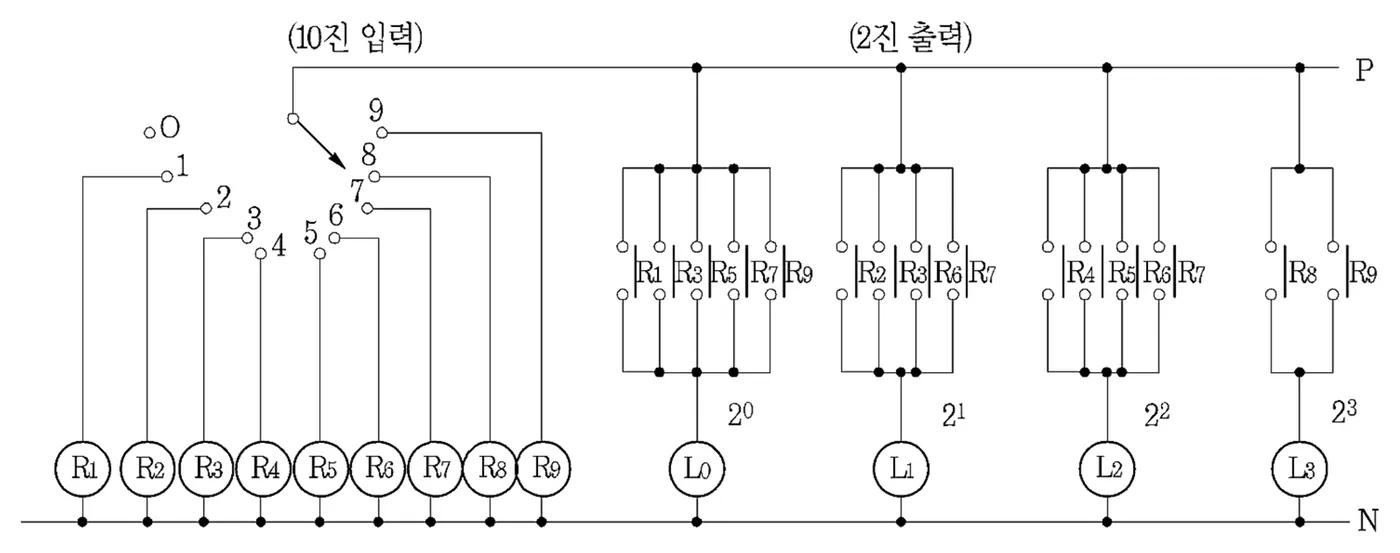 (10진 입력) (2진 출력)
P
0 9
1 8
2 7
3 6
4 5
R1 R3 R5 R7 R9 R2 R3 R6 R7 R4 R5 R6 R7 R8 R9
2⁰ 2¹ 2² 2³
R1 R2 R3 R4 R5 R6 R7 R8 R9 L0 L1 L2 L3
N